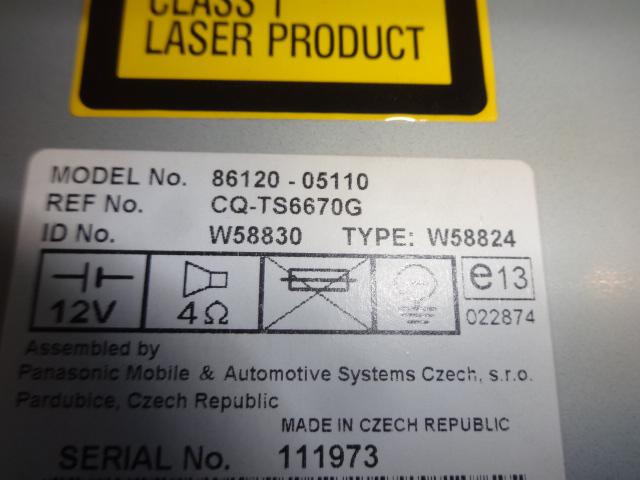 CLASS 1
LASER PRODUCT
MODEL No. 86120 - 05110
REF No. CQ-TS6670G
ID No. W58830 TYPE: W58824
12V 4Ω e13
022874
Assembled by
Panasonic Mobile & Automotive Systems Czech, s.r.o.
Pardubice, Czech Republic
MADE IN CZECH REPUBLIC
SERIAL No. 111973